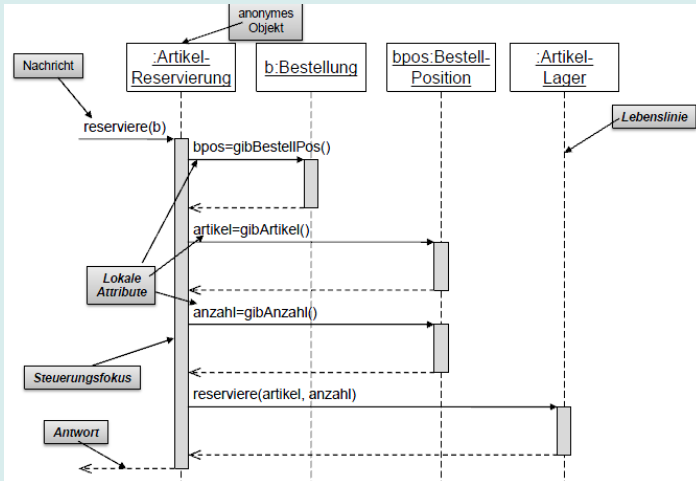 anonymes
Objekt
:Artikel-
Reservierung
b:Bestellung
bpos:Bestell-
Position
:Artikel-
Lager
Nachricht
Lebenslinie
reserviere(b)
bpos=gibBestellPos()
artikel=gibArtikel()
Lokale
Attribute
anzahl=gibAnzahl()
Steuerungsfokus
reserviere(artikel, anzahl)
Antwort